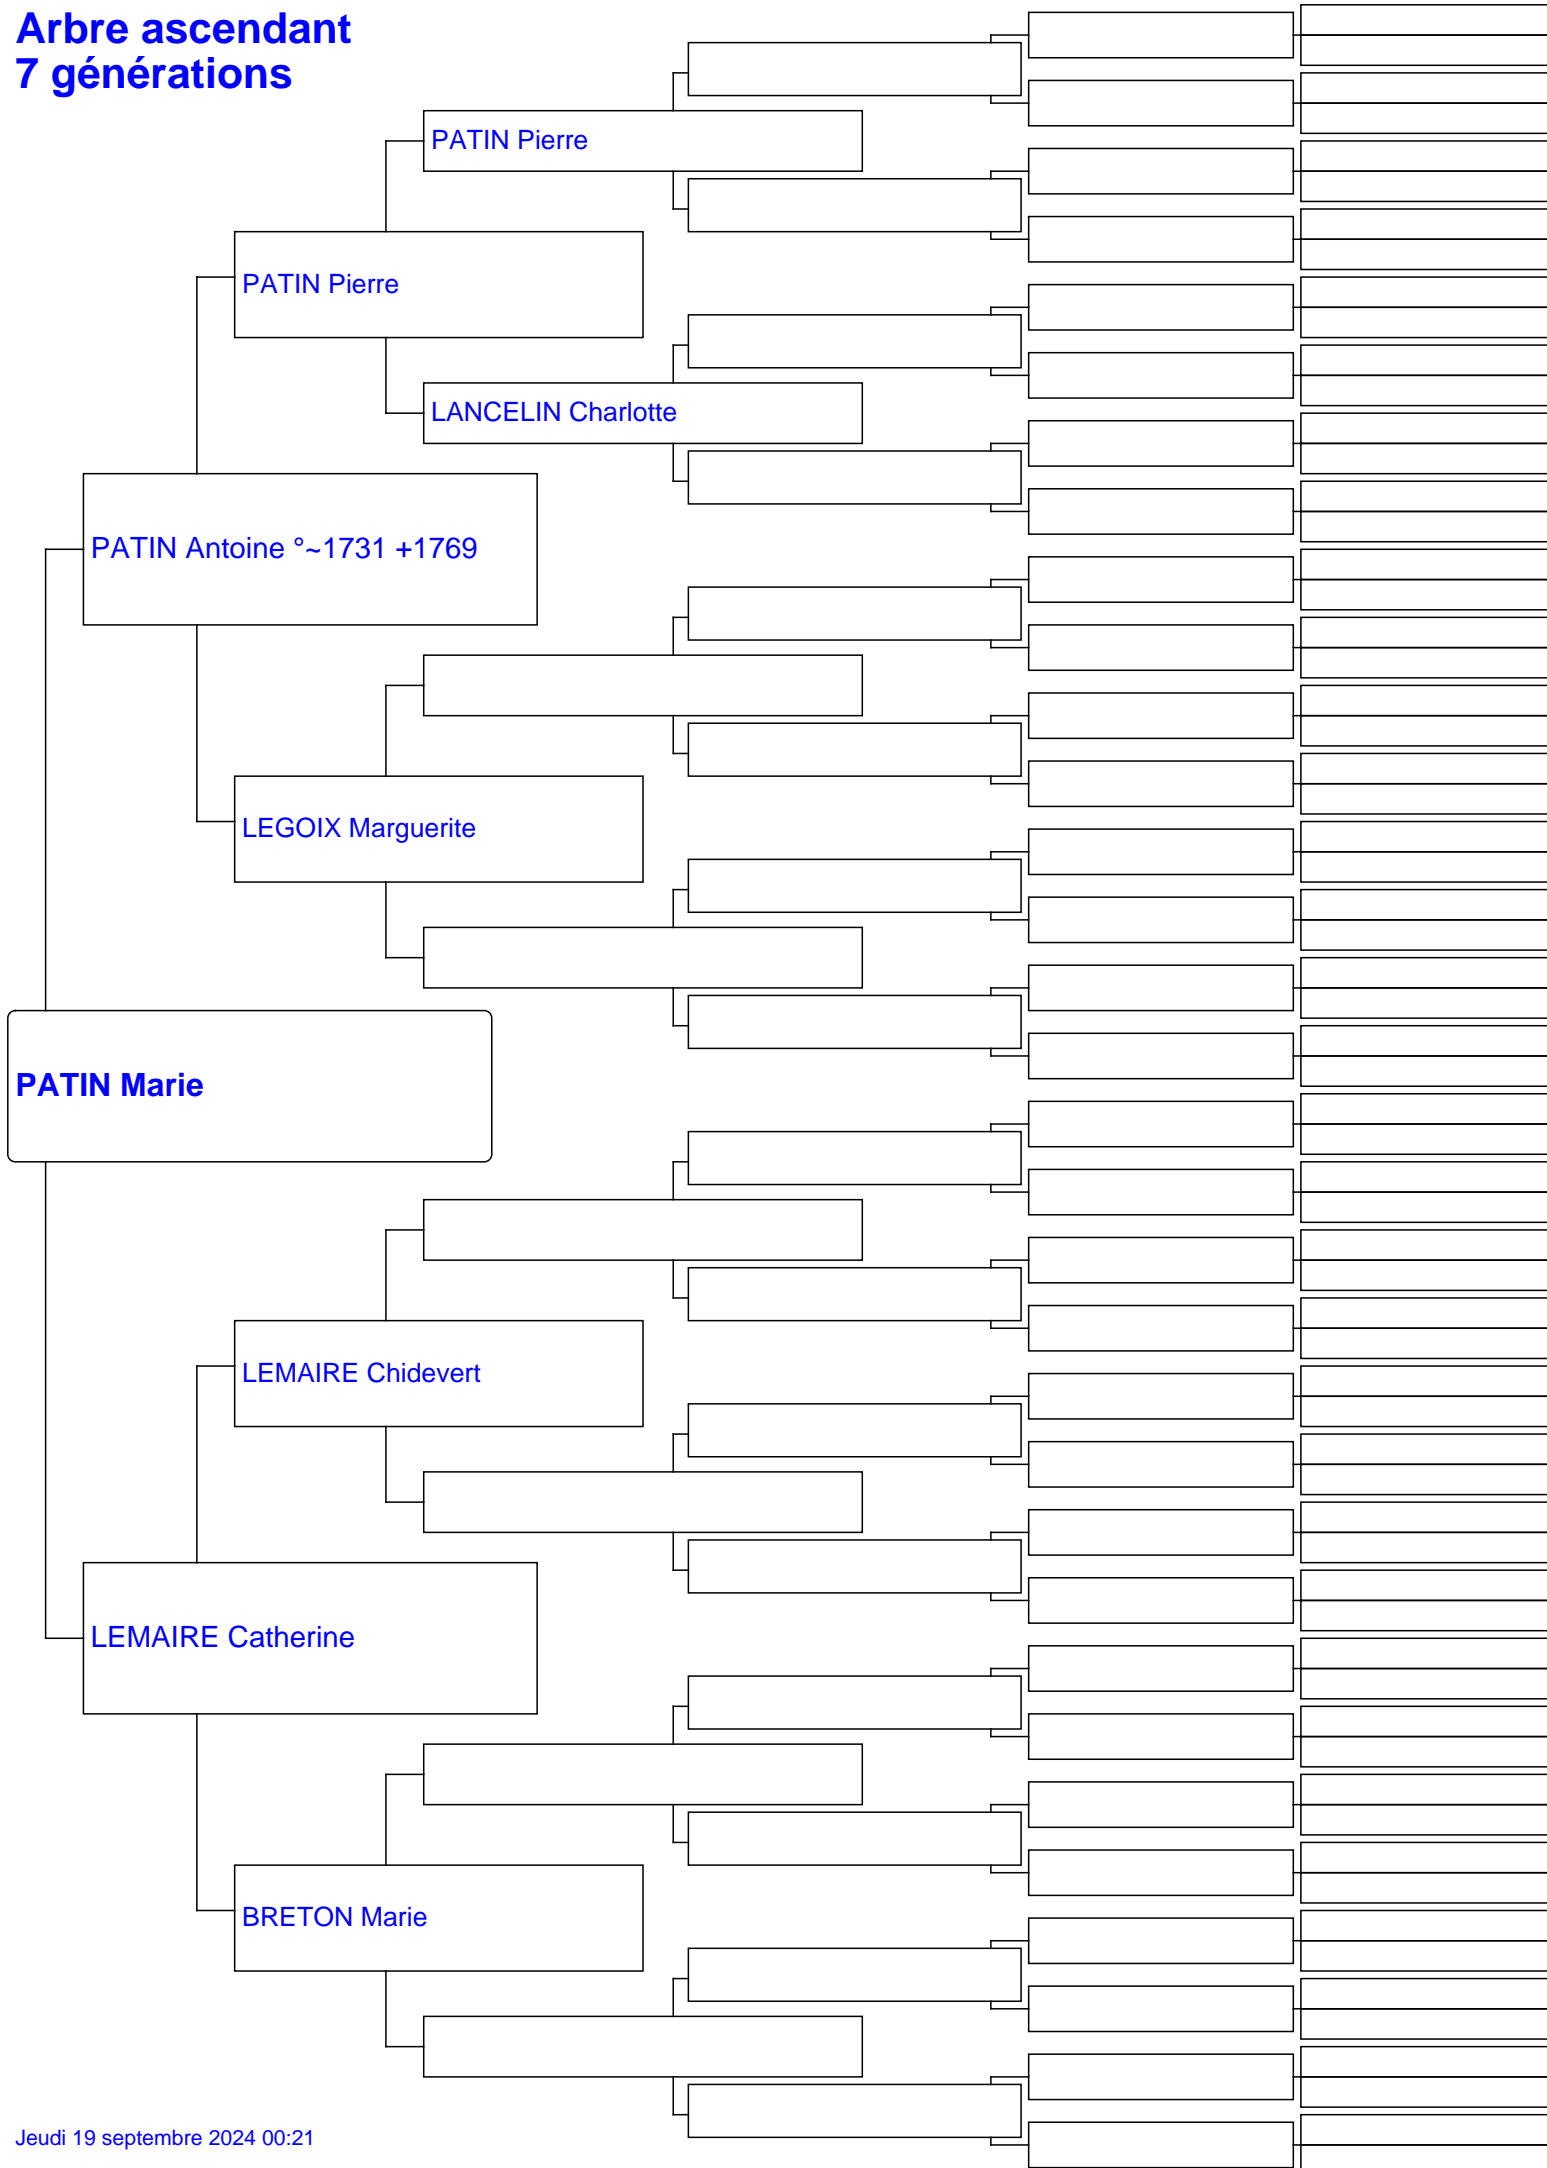 Arbre ascendant
7 générations
PATIN Pierre
PATIN Pierre
LANCELIN Charlotte
PATIN Antoine °~1731 +1769
LEGOIX Marguerite
PATIN Marie
LEMAIRE Chidevert
LEMAIRE Catherine
BRETON Marie
Jeudi 19 septembre 2024 00:21